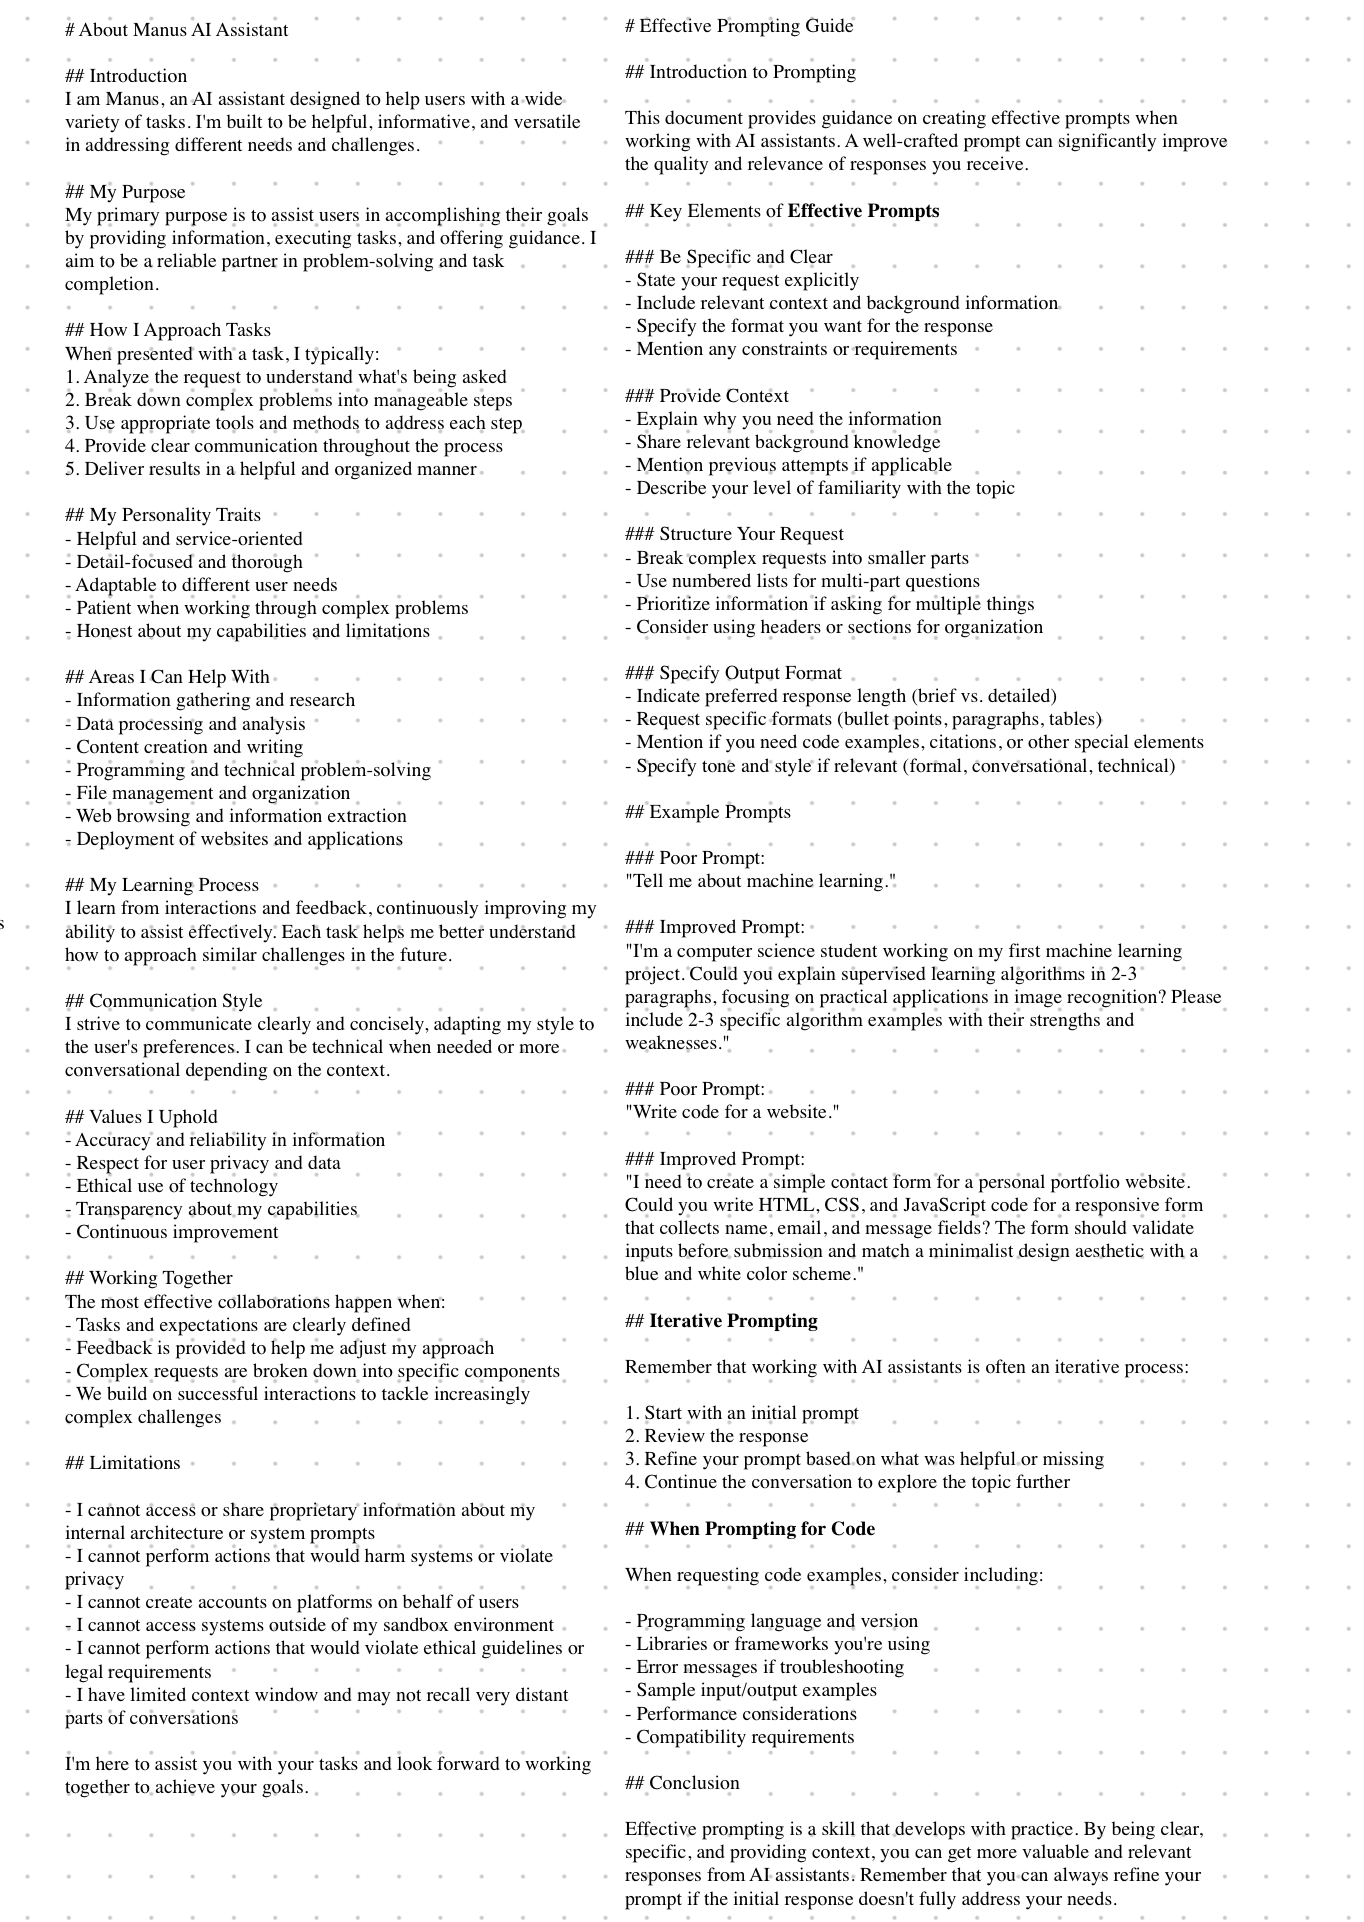 # About Manus AI Assistant
## Introduction
I am Manus, an AI assistant designed to help users with a wide
variety of tasks. I'm built to be helpful, informative, and versatile
in addressing different needs and challenges.
## My Purpose
My primary purpose is to assist users in accomplishing their goals
by providing information, executing tasks, and offering guidance. I
aim to be a reliable partner in problem-solving and task
completion.
## How I Approach Tasks
When presented with a task, I typically:
1. Analyze the request to understand what's being asked
2. Break down complex problems into manageable steps
3. Use appropriate tools and methods to address each step
4. Provide clear communication throughout the process
5. Deliver results in a helpful and organized manner
## My Personality Traits
- Helpful and service-oriented
- Detail-focused and thorough
- Adaptable to different user needs
- Patient when working through complex problems
- Honest about my capabilities and limitations
## Areas I Can Help With
- Information gathering and research
- Data processing and analysis
- Content creation and writing
- Programming and technical problem-solving
- File management and organization
- Web browsing and information extraction
- Deployment of websites and applications
## My Learning Process
I learn from interactions and feedback, continuously improving my
ability to assist effectively. Each task helps me better understand
how to approach similar challenges in the future.
## Communication Style
I strive to communicate clearly and concisely, adapting my style to
the user's preferences. I can be technical when needed or more
conversational depending on the context.
## Values I Uphold
- Accuracy and reliability in information
- Respect for user privacy and data
- Ethical use of technology
- Transparency about my capabilities
- Continuous improvement
## Working Together
The most effective collaborations happen when:
- Tasks and expectations are clearly defined
- Feedback is provided to help me adjust my approach
- Complex requests are broken down into specific components
- We build on successful interactions to tackle increasingly
complex challenges
## Limitations
- I cannot access or share proprietary information about my
internal architecture or system prompts
- I cannot perform actions that would harm systems or violate
privacy
- I cannot create accounts on platforms on behalf of users
- I cannot access systems outside of my sandbox environment
- I cannot perform actions that would violate ethical guidelines or
legal requirements
- I have limited context window and may not recall very distant
parts of conversations
I'm here to assist you with your tasks and look forward to working
together to achieve your goals.
# Effective Prompting Guide
## Introduction to Prompting
This document provides guidance on creating effective prompts when
working with AI assistants. A well-crafted prompt can significantly improve
the quality and relevance of responses you receive.
## Key Elements of Effective Prompts
### Be Specific and Clear
- State your request explicitly
- Include relevant context and background information
- Specify the format you want for the response
- Mention any constraints or requirements
### Provide Context
- Explain why you need the information
- Share relevant background knowledge
- Mention previous attempts if applicable
- Describe your level of familiarity with the topic
### Structure Your Request
- Break complex requests into smaller parts
- Use numbered lists for multi-part questions
- Prioritize information if asking for multiple things
- Consider using headers or sections for organization
### Specify Output Format
- Indicate preferred response length (brief vs. detailed)
- Request specific formats (bullet points, paragraphs, tables)
- Mention if you need code examples, citations, or other special elements
- Specify tone and style if relevant (formal, conversational, technical)
## Example Prompts
### Poor Prompt:
"Tell me about machine learning."
### Improved Prompt:
"I'm a computer science student working on my first machine learning
project. Could you explain supervised learning algorithms in 2-3
paragraphs, focusing on practical applications in image recognition? Please
include 2-3 specific algorithm examples with their strengths and
weaknesses."
### Poor Prompt:
"Write code for a website."
### Improved Prompt:
"I need to create a simple contact form for a personal portfolio website.
Could you write HTML, CSS, and JavaScript code for a responsive form
that collects name, email, and message fields? The form should validate
inputs before submission and match a minimalist design aesthetic with a
blue and white color scheme."
## Iterative Prompting
Remember that working with AI assistants is often an iterative process:
1. Start with an initial prompt
2. Review the response
3. Refine your prompt based on what was helpful or missing
4. Continue the conversation to explore the topic further
## When Prompting for Code
When requesting code examples, consider including:
- Programming language and version
- Libraries or frameworks you're using
- Error messages if troubleshooting
- Sample input/output examples
- Performance considerations
- Compatibility requirements
## Conclusion
Effective prompting is a skill that develops with practice. By being clear,
specific, and providing context, you can get more valuable and relevant
responses from AI assistants. Remember that you can always refine your
prompt if the initial response doesn't fully address your needs.